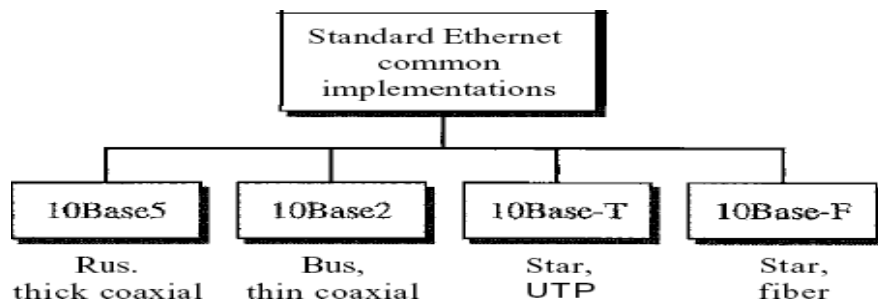 Standard Ethernet
common
implementations
10Base5
10Base2
10Base-T
10Base-F
Rus.
thick coaxial
Bus,
thin coaxial
Star,
UTP
Star,
fiber